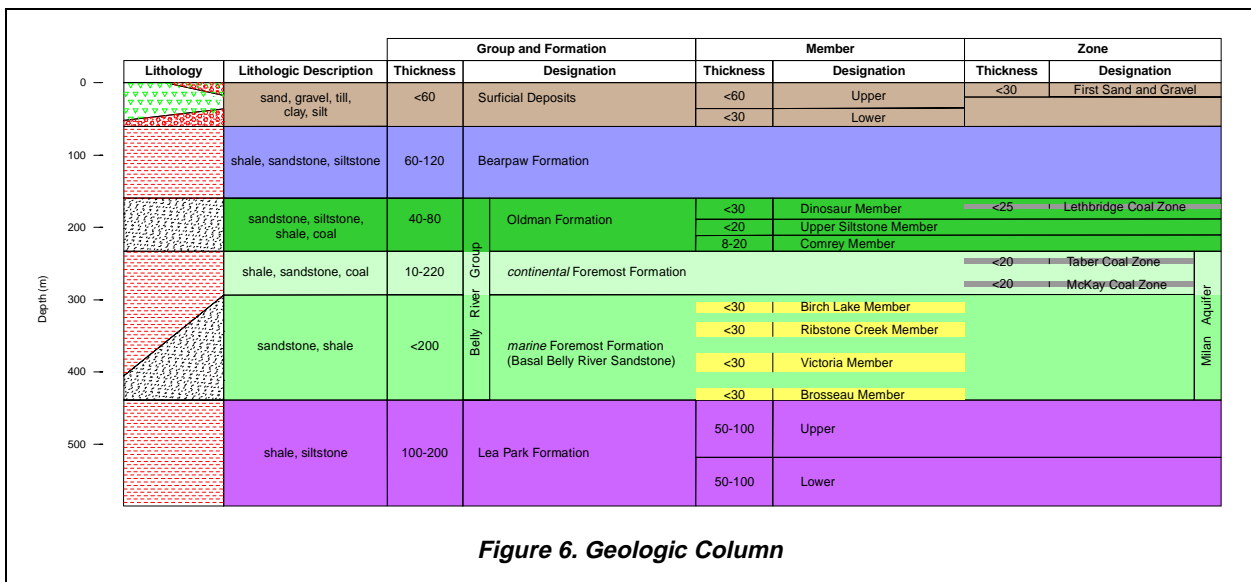 Group and Formation Member Zone
Lithology Lithologic Description Thickness Designation Thickness Designation Thickness Designation
0
sand, gravel, till,
clay, silt
<60 Surficial Deposits <60 Upper <30 First Sand and Gravel
<30 Lower
100
shale, sandstone, siltstone 60-120 Bearpaw Formation
sandstone, siltstone,
shale, coal
40-80 Oldman Formation <30 Dinosaur Member <25 Lethbridge Coal Zone
200
<20 Upper Siltstone Member
8-20 Comrey Member
shale, sandstone, coal 10-220 continental Foremost Formation <20 Taber Coal Zone
<20 McKay Coal Zone
300
Depth (m)
Belly River Group
Milan Aquifer
<30 Birch Lake Member
<30 Ribstone Creek Member
sandstone, shale <200 marine Foremost Formation
(Basal Belly River Sandstone)
<30 Victoria Member
400
<30 Brosseau Member
500
shale, siltstone 100-200 Lea Park Formation
50-100 Upper
50-100 Lower
Figure 6. Geologic Column